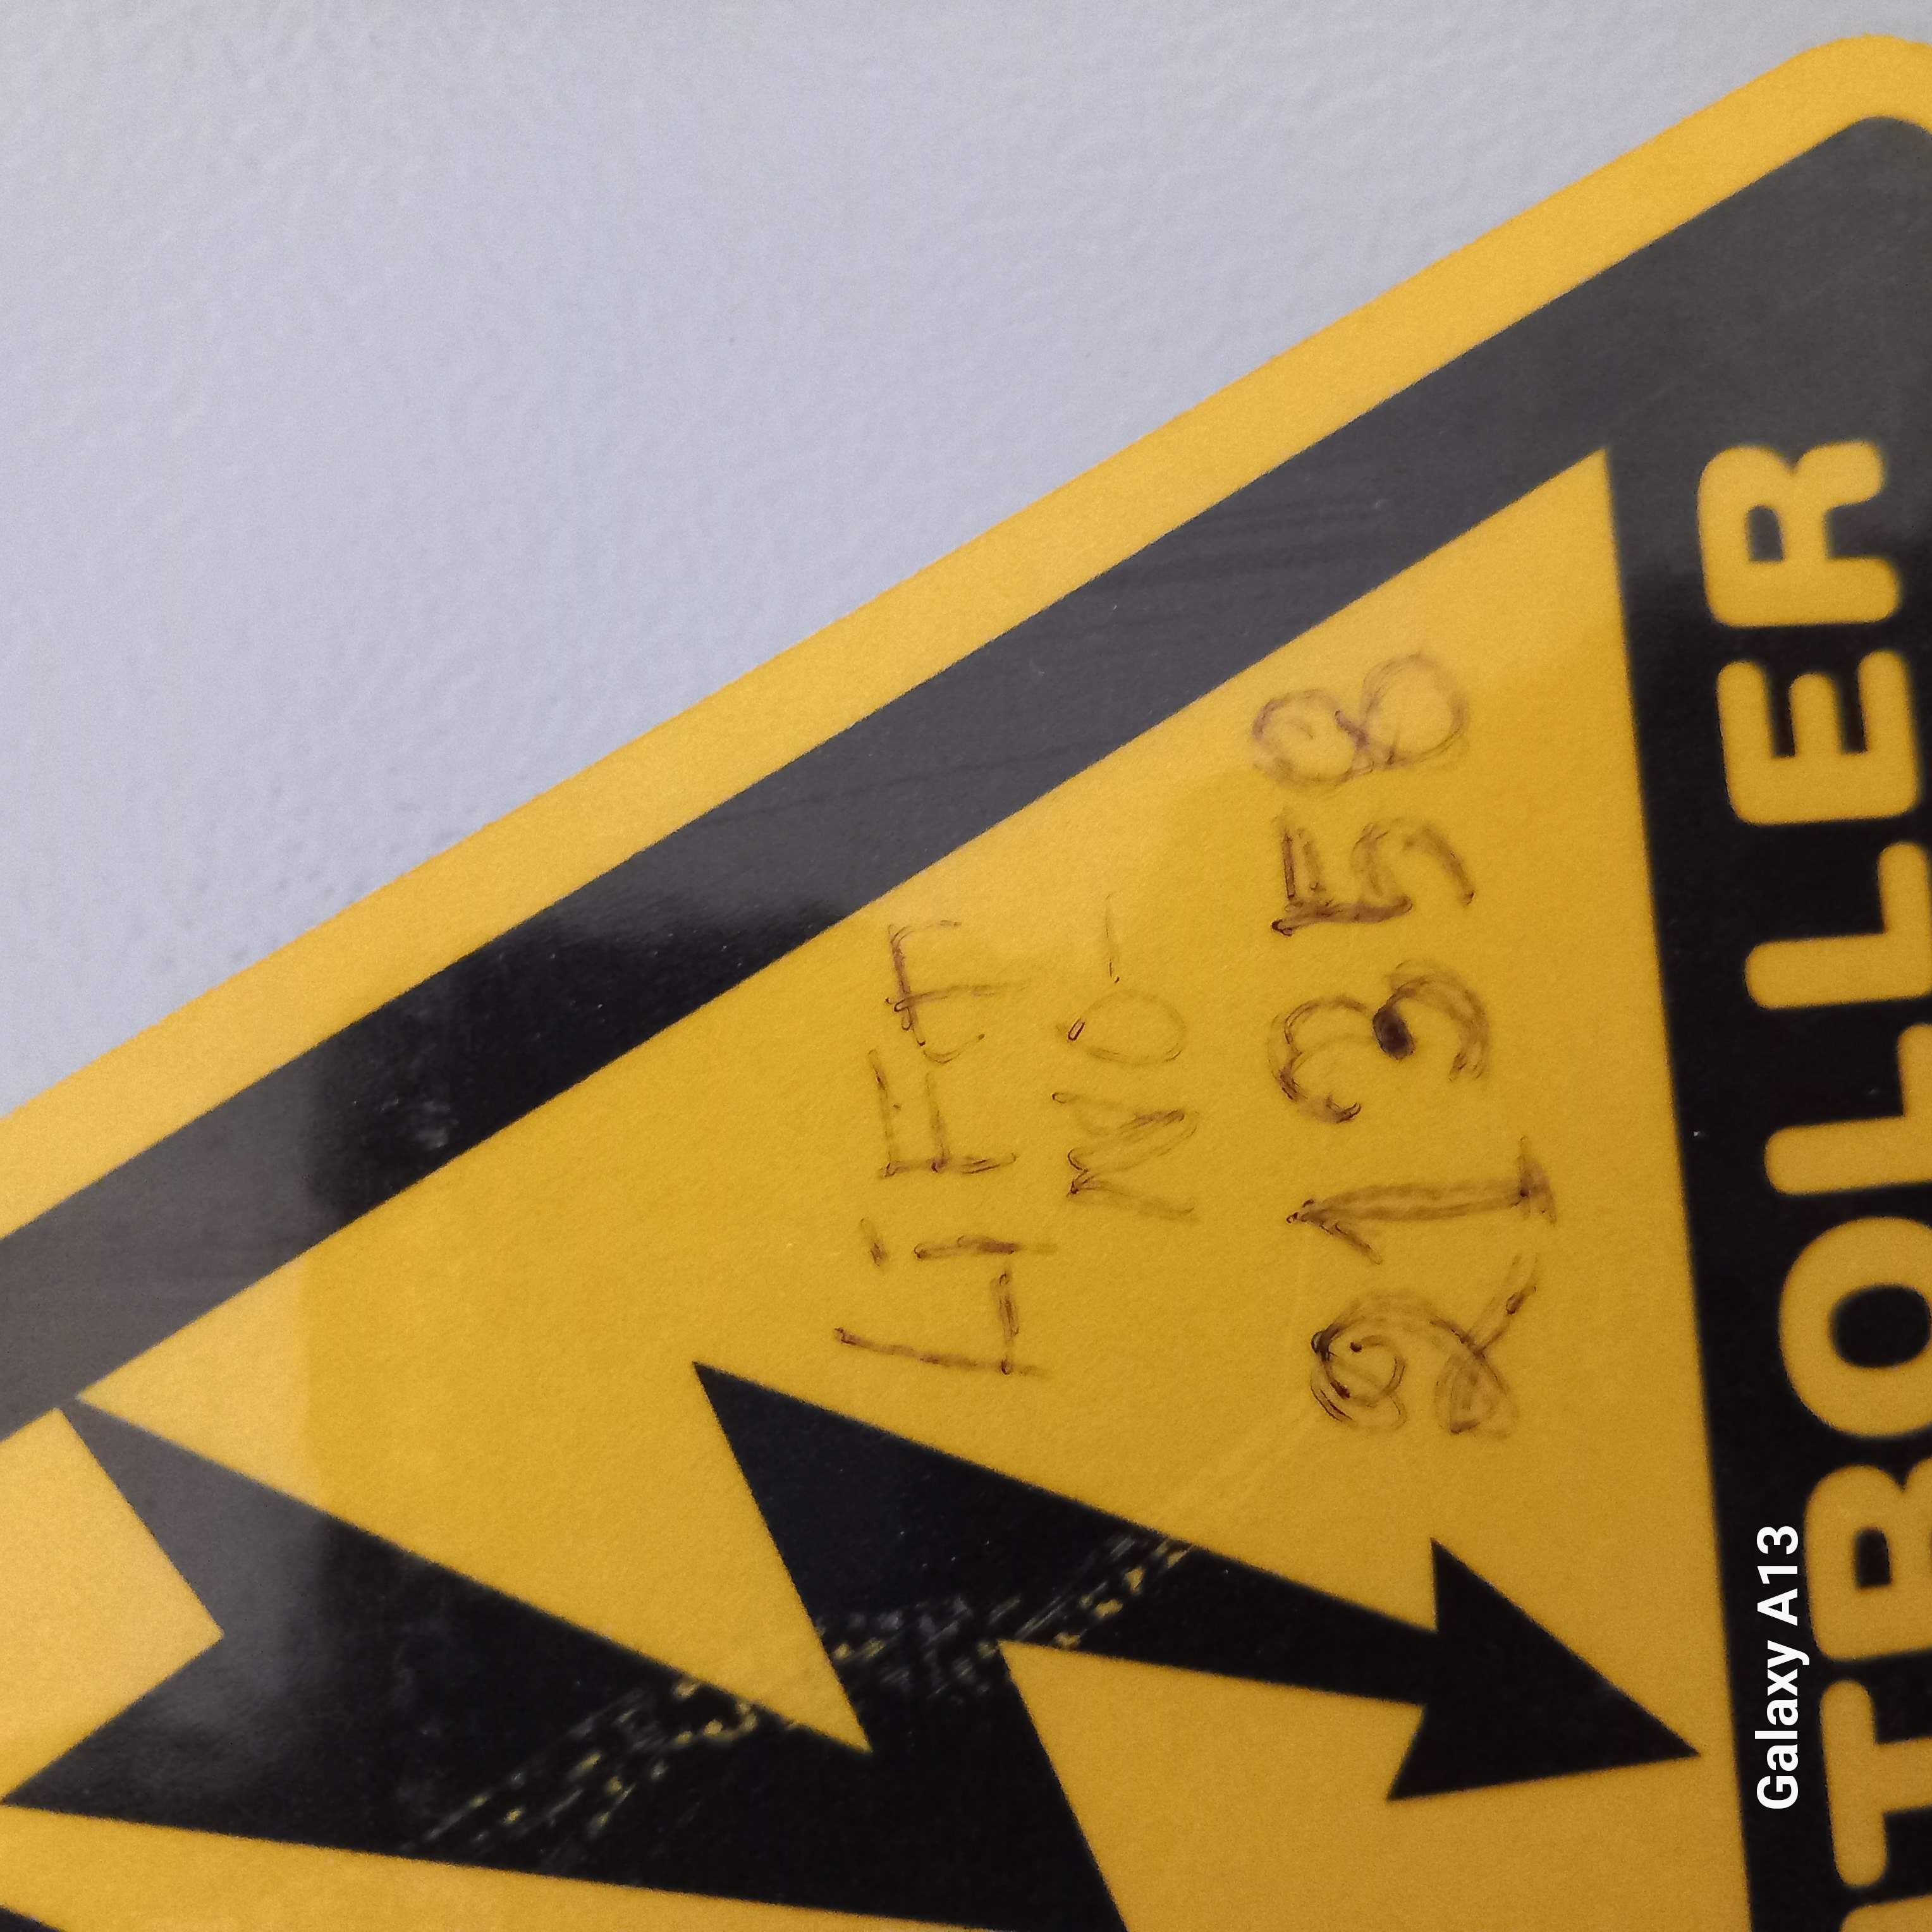 LiFT
NO-
21358
TROLLER
Galaxy A13